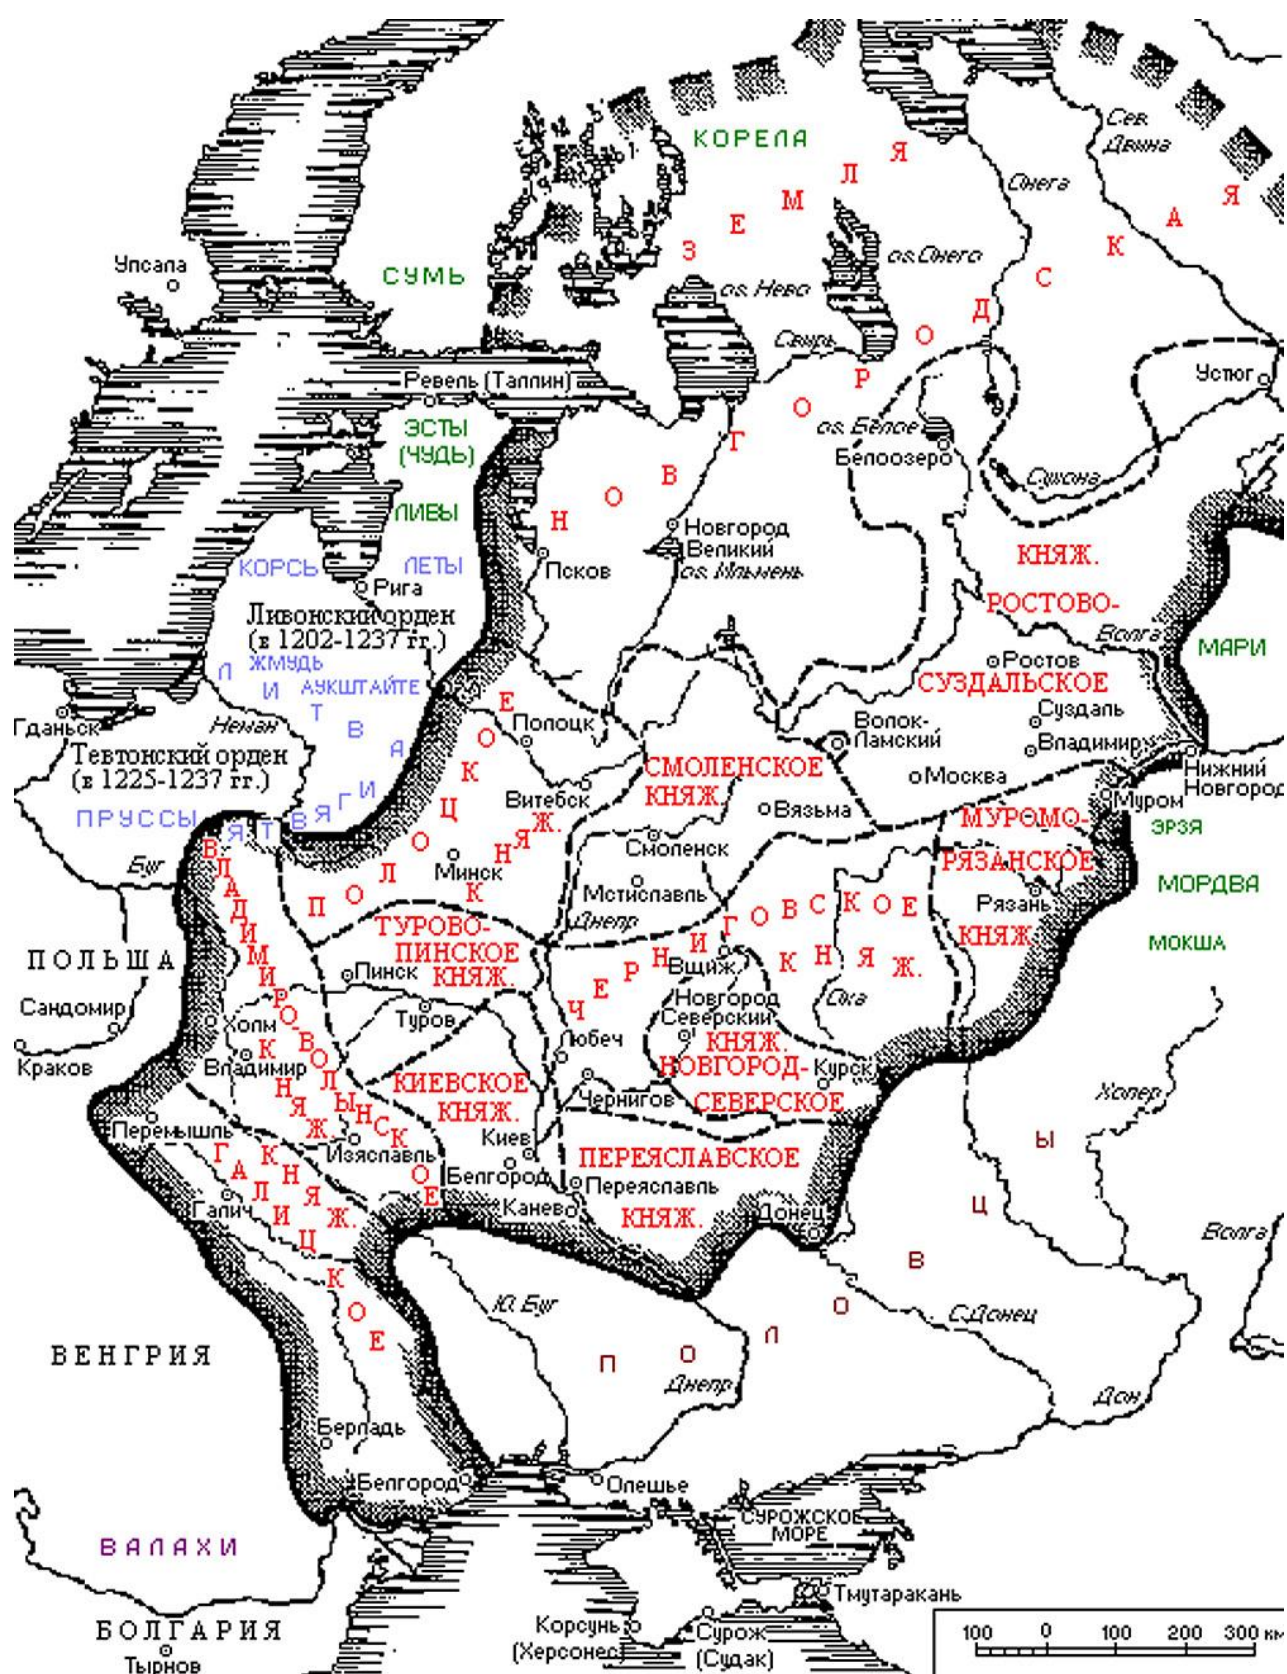 КОРЕЛА
Сев.
Двина
Онега
НОВГОРОДСКАЯ
ЗЕМЛЯ
Упсала
СУМЬ
оз. Онего
оз. Нево
Свирь
Ревель (Таллин)
Устюг
ЭСТЫ
(ЧУДЬ)
оз. Белое
Белоозеро
Сухона
ЛИВЫ
Новгород
Великий
оз. Ильмень
Псков
КОРСЬ
ЛЕТЫ
Рига
КНЯЖ.
РОСТОВО-
СУЗДАЛЬСКОЕ
Волга
МАРИ
Ливонский орден
(в 1202-1237 гг.)
ЖМУДЬ
АУКШТАЙТЕ
ЛИТВА
Ростов
Суздаль
Владимир
Москва
Волок-
Ламский
Гданьск
Неман
Тевтонский орден
(в 1225-1237 гг.)
ПРУССЫ
ЯТВЯГИ
Полоцк
Витебск
Минск
ПОЛОЦКОЕ
КНЯЖ.
СМОЛЕНСКОЕ
КНЯЖ.
Вязьма
Смоленск
Мстиславль
Днепр
Нижний
Новгород
Муром
МУРОМО-
РЯЗАНСКОЕ
КНЯЖ.
Рязань
ЭРЗЯ
МОРДВА
МОКША
Буг
ПОЛЬША
Сандомир
Краков
ВЛАДИМИРОВОЛЫНСКОЕ
КНЯЖ.
Холм
Владимир
Изяславль
ТУРОВО-
ПИНСКОЕ
КНЯЖ.
Пинск
Туров
ЧЕРНИГОВСКОЕ
КНЯЖ.
Вщиж
Ока
Новгород
Северский
КНЯЖ.
НОВГОРОД-
СЕВЕРСКОЕ
Курск
Любеч
Чернигов
КИЕВСКОЕ
КНЯЖ.
Киев
Белгород
Канев
ПЕРЕЯСЛАВСКОЕ
КНЯЖ.
Переяславль
Донец
Хопер
Перемышль
Галич
ГАЛИЦКОЕ
КНЯЖ.
Волга
ПОЛОВЦЫ
Ю. Буг
Днепр
С.Донец
Дон
ВЕНГРИЯ
Берладь
Белгород
Олешье
СУРОЖСКОЕ
МОРЕ
ВАЛАХИ
Тмутаракань
БОЛГАРИЯ
Тырнов
Корсунь
(Херсонес)
Сурож
(Судак)
100 0 100 200 300 км